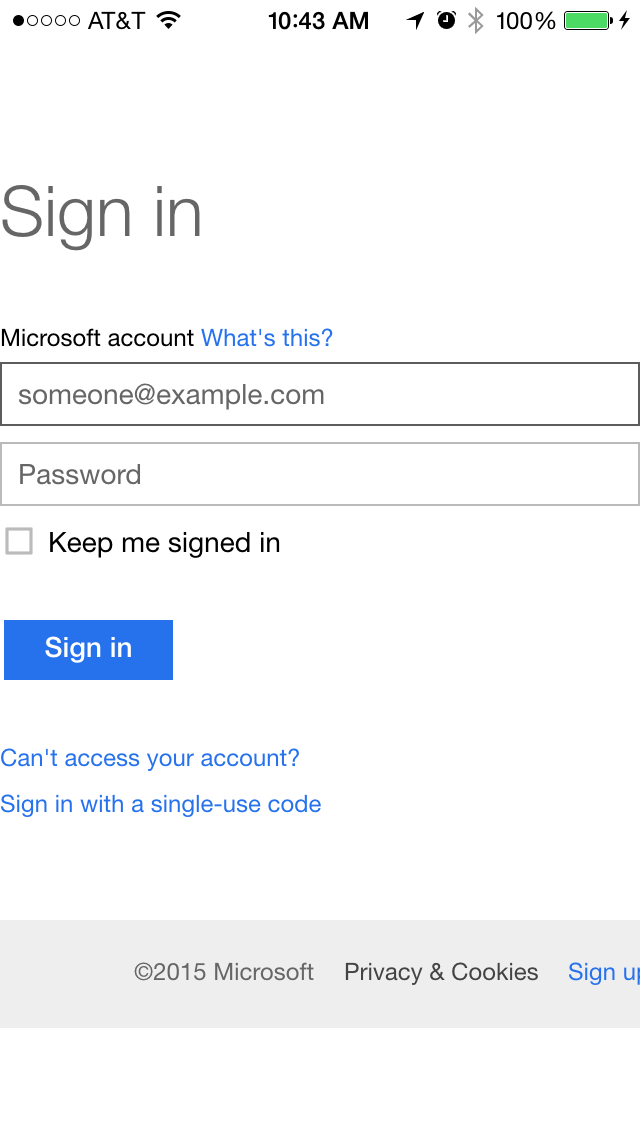 AT&T 10:43 AM 100%
Sign in
Microsoft account What's this?
someone@example.com
Password
Keep me signed in
Sign in
Can't access your account?
Sign in with a single-use code
©2015 Microsoft Privacy & Cookies Sign up